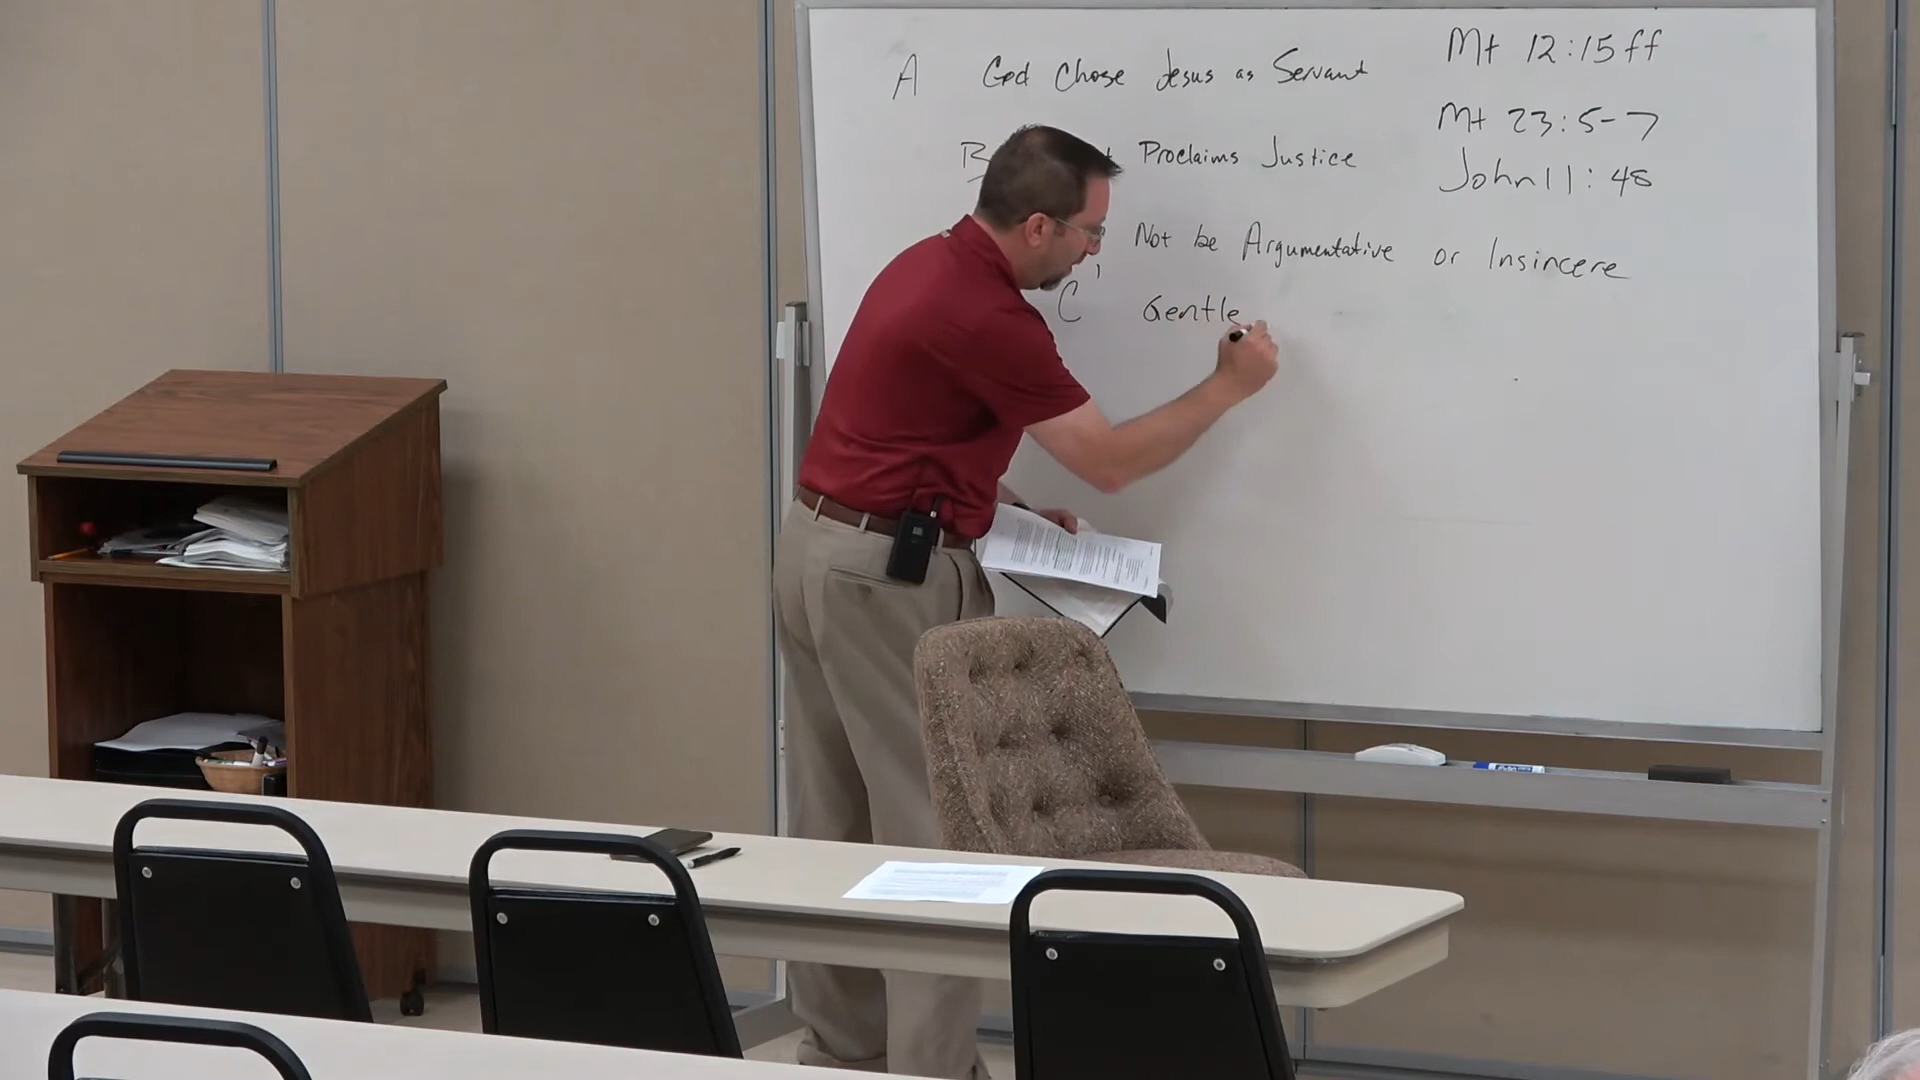 A God Chose Jesus as Servant
B Proclaims Justice
Not be Argumentative or Insincere
C' Gentle
Mt 12:15ff
Mt 23:5-7
John 11:48